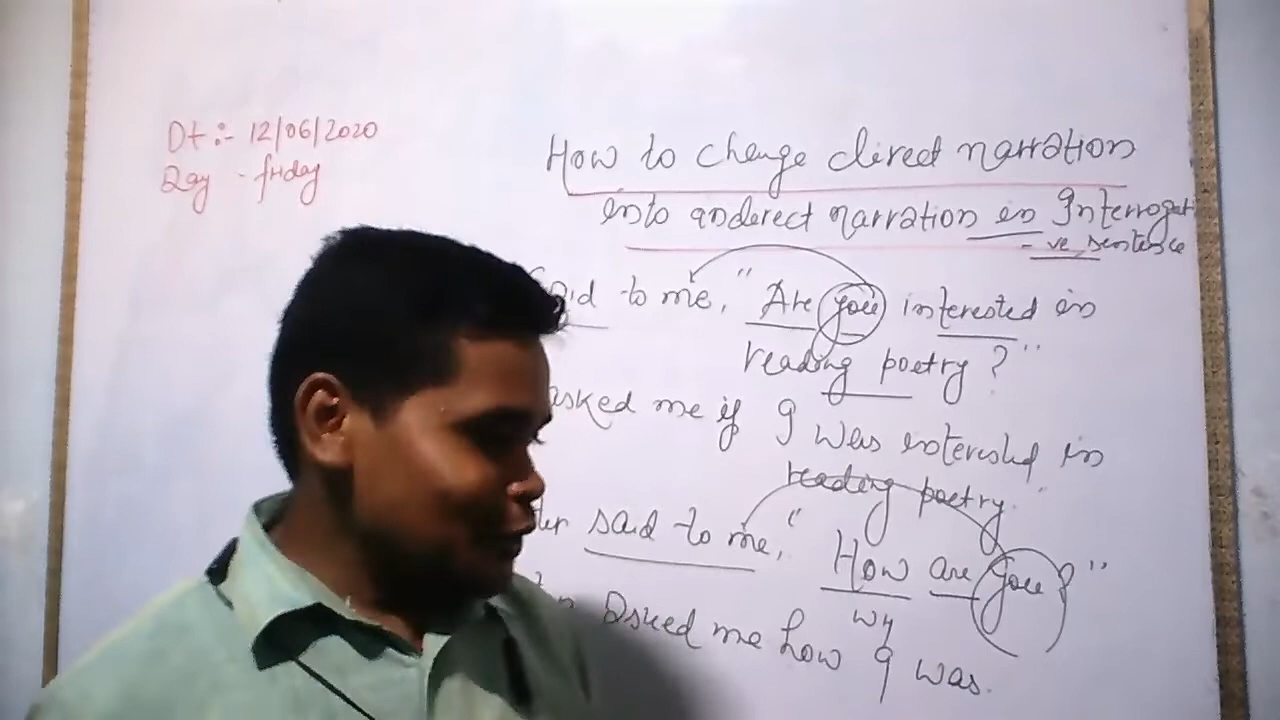 Dt :- 12/06/2020
Day - friday
How to change direct narration
into indirect narration in Interrogati
- ve sentence
said to me, "Are you interested in
reading poetry ?"
asked me if I was interested in
reading poetry.
said to me, " How are you ? "
WH
asked me how I was.